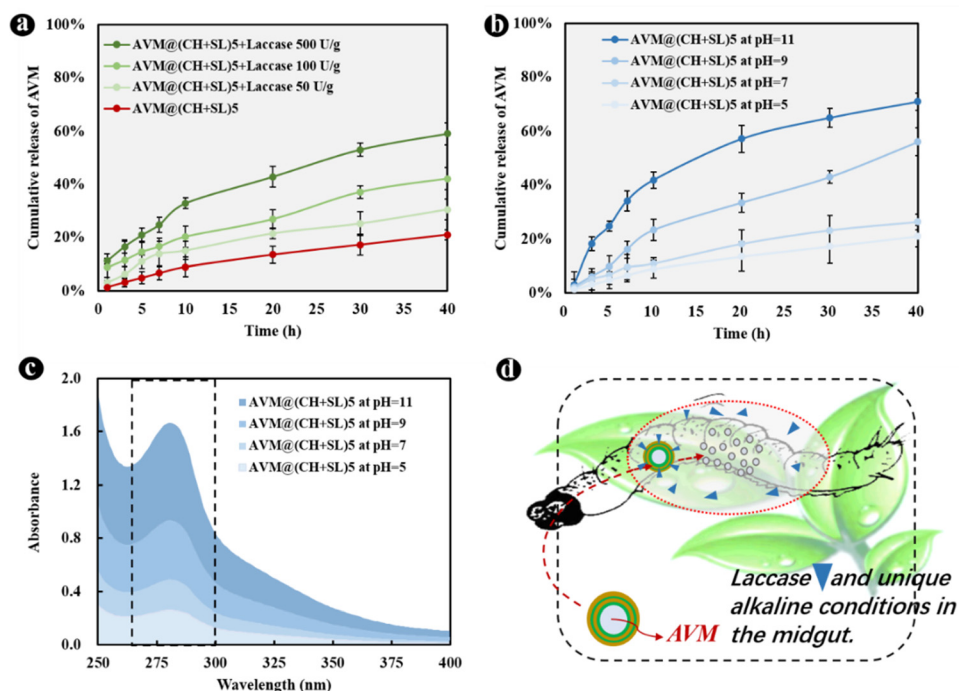 a
100%
80%
60%
40%
20%
0%
Cumulative release of AVM
AVM@(CH+SL)5+Laccase 500 U/g
AVM@(CH+SL)5+Laccase 100 U/g
AVM@(CH+SL)5+Laccase 50 U/g
AVM@(CH+SL)5
0 10 20 30 40
Time (h)
b
100%
80%
60%
40%
20%
0%
Cumulative release of AVM
AVM@(CH+SL)5 at pH=11
AVM@(CH+SL)5 at pH=9
AVM@(CH+SL)5 at pH=7
AVM@(CH+SL)5 at pH=5
0 5 10 15 20 25 30 35 40
Time (h)
c
2.0
1.6
1.2
0.8
0.4
0.0
Absorbance
AVM@(CH+SL)5 at pH=11
AVM@(CH+SL)5 at pH=9
AVM@(CH+SL)5 at pH=7
AVM@(CH+SL)5 at pH=5
250 275 300 325 350 375 400
Wavelength (nm)
d
Laccase and unique
alkaline conditions in
the midgut.
AVM